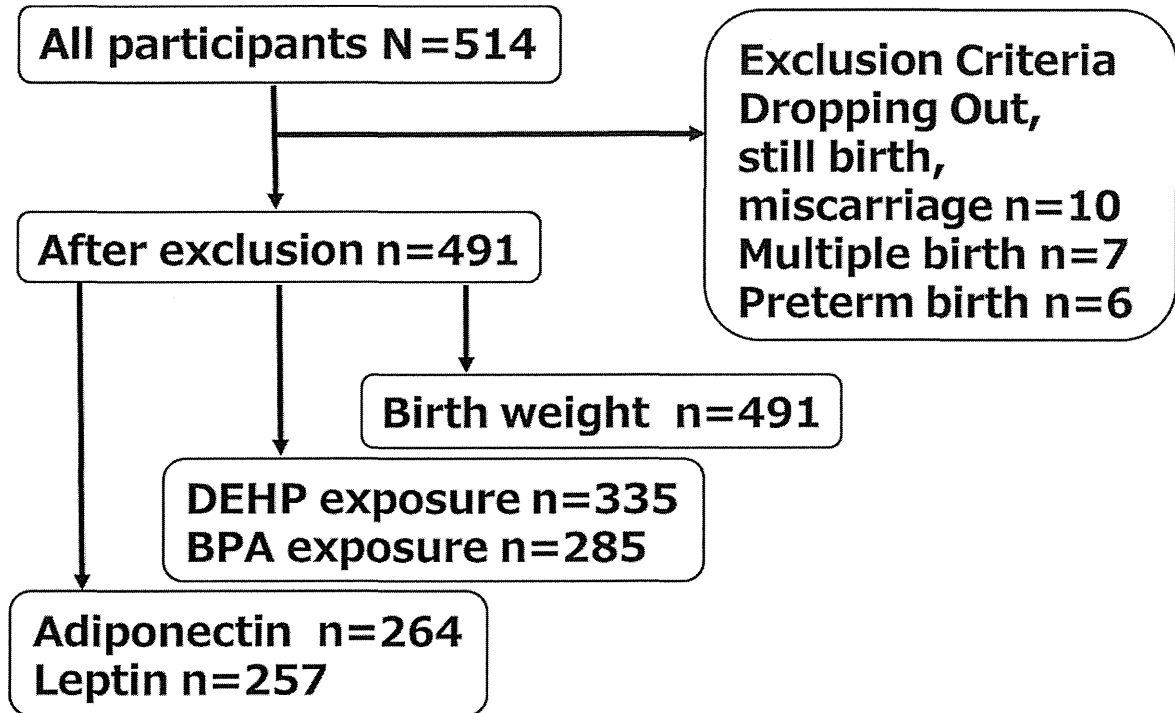 All participants N=514
Exclusion Criteria
Dropping Out,
still birth,
miscarriage n=10
Multiple birth n=7
Preterm birth n=6
After exclusion n=491
Birth weight n=491
DEHP exposure n=335
BPA exposure n=285
Adiponectin n=264
Leptin n=257